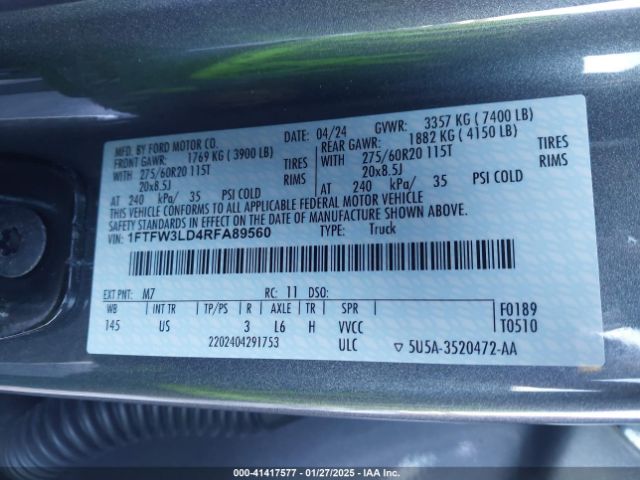 MFD. BY FORD MOTOR CO. DATE: 04/24 GVWR: 3357 KG ( 7400 LB)
FRONT GAWR: 1769 KG ( 3900 LB) REAR GAWR: 1882 KG ( 4150 LB)
WITH 275/60R20 115T TIRES WITH 275/60R20 115T TIRES
20x8.5J RIMS 20x8.5J RIMS
AT 240 kPa/ 35 PSI COLD AT 240 kPa/ 35 PSI COLD
THIS VEHICLE CONFORMS TO ALL APPLICABLE FEDERAL MOTOR VEHICLE
SAFETY STANDARDS IN EFFECT ON THE DATE OF MANUFACTURE SHOWN ABOVE.
VIN: 1FTFW3LD4RFA89560 TYPE: Truck
EXT PNT: M7 RC: 11 DSO: F0189
WB INT TR TP/PS R AXLE TR SPR T0510
145 US 3 L6 H VVCC
2202404291753 ULC ▽ 5U5A-3520472-AA
000-41417577 - 01/27/2025 - IAA Inc.